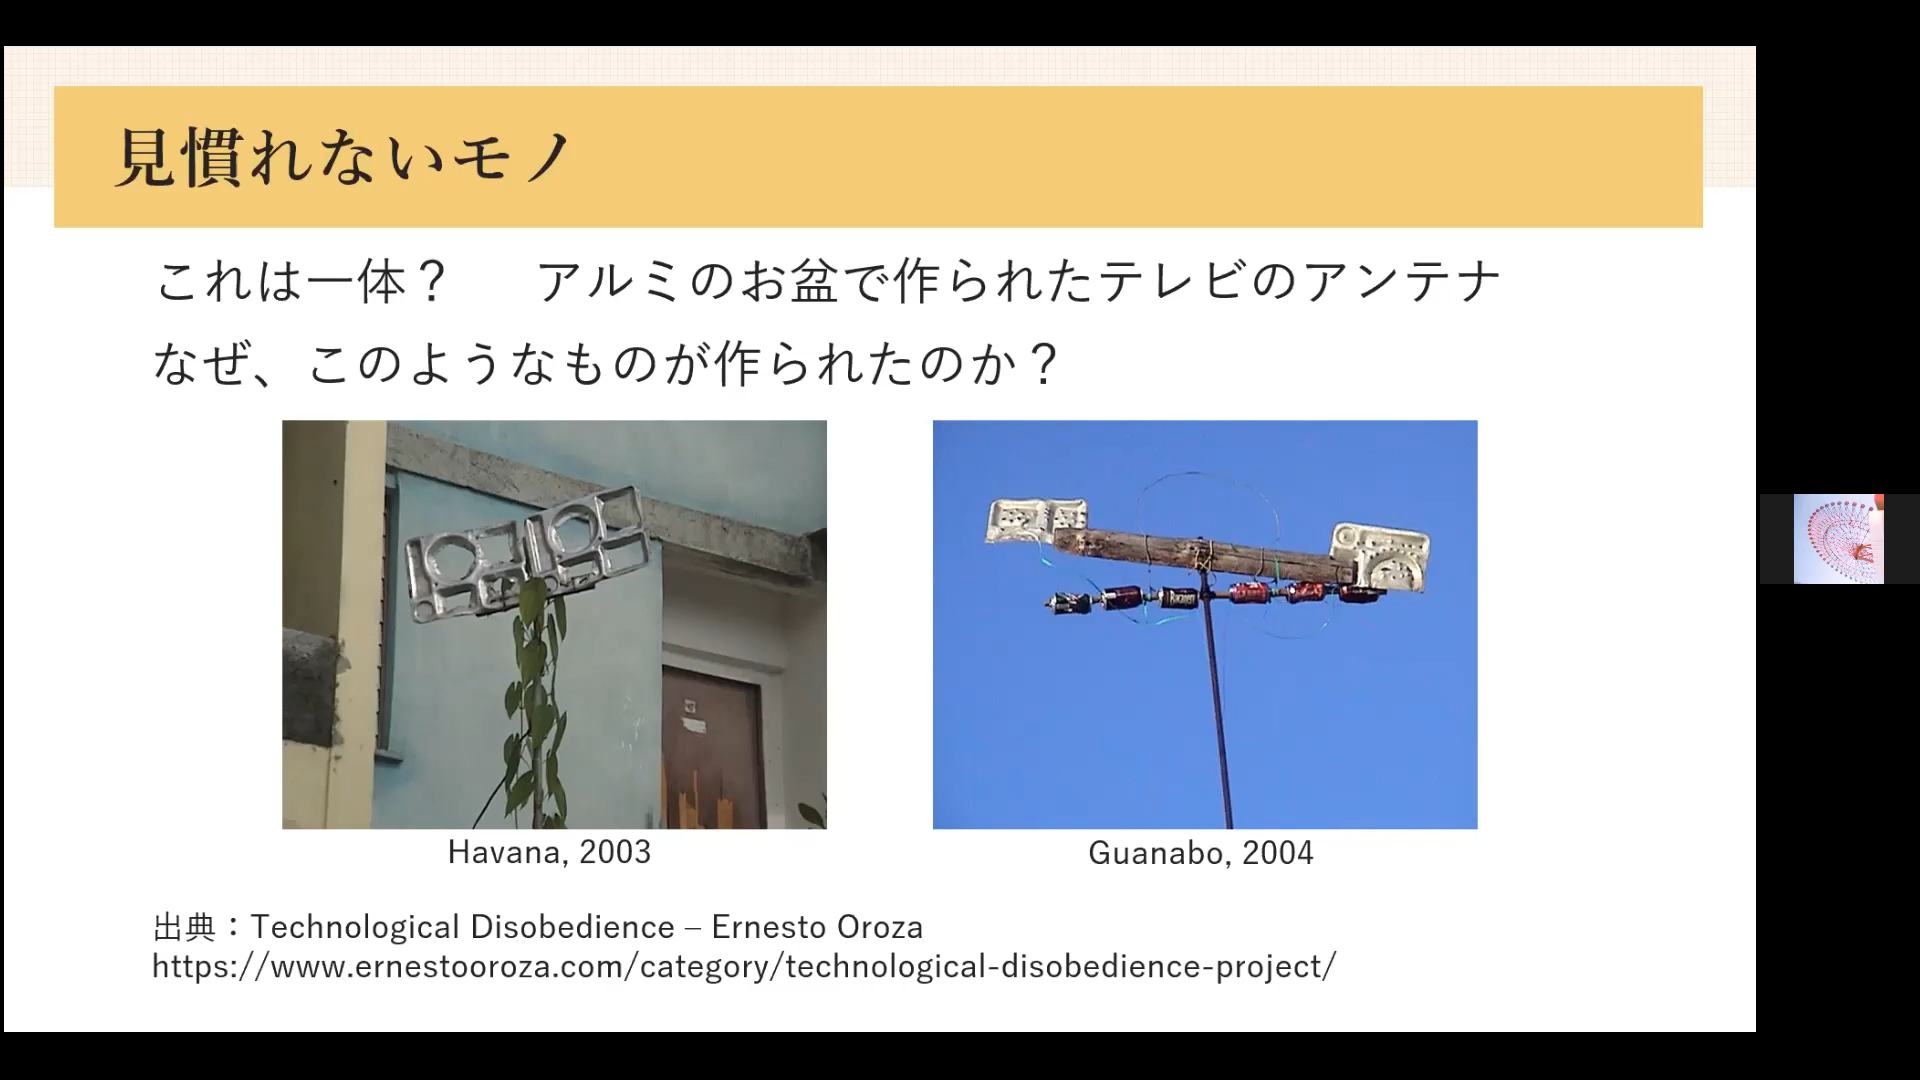 見慣れないモノ
これは一体？　アルミのお盆で作られたテレビのアンテナ
なぜ、このようなものが作られたのか？
Havana, 2003
Guanabo, 2004
出典：Technological Disobedience – Ernesto Oroza
https://www.ernestooroza.com/category/technological-disobedience-project/